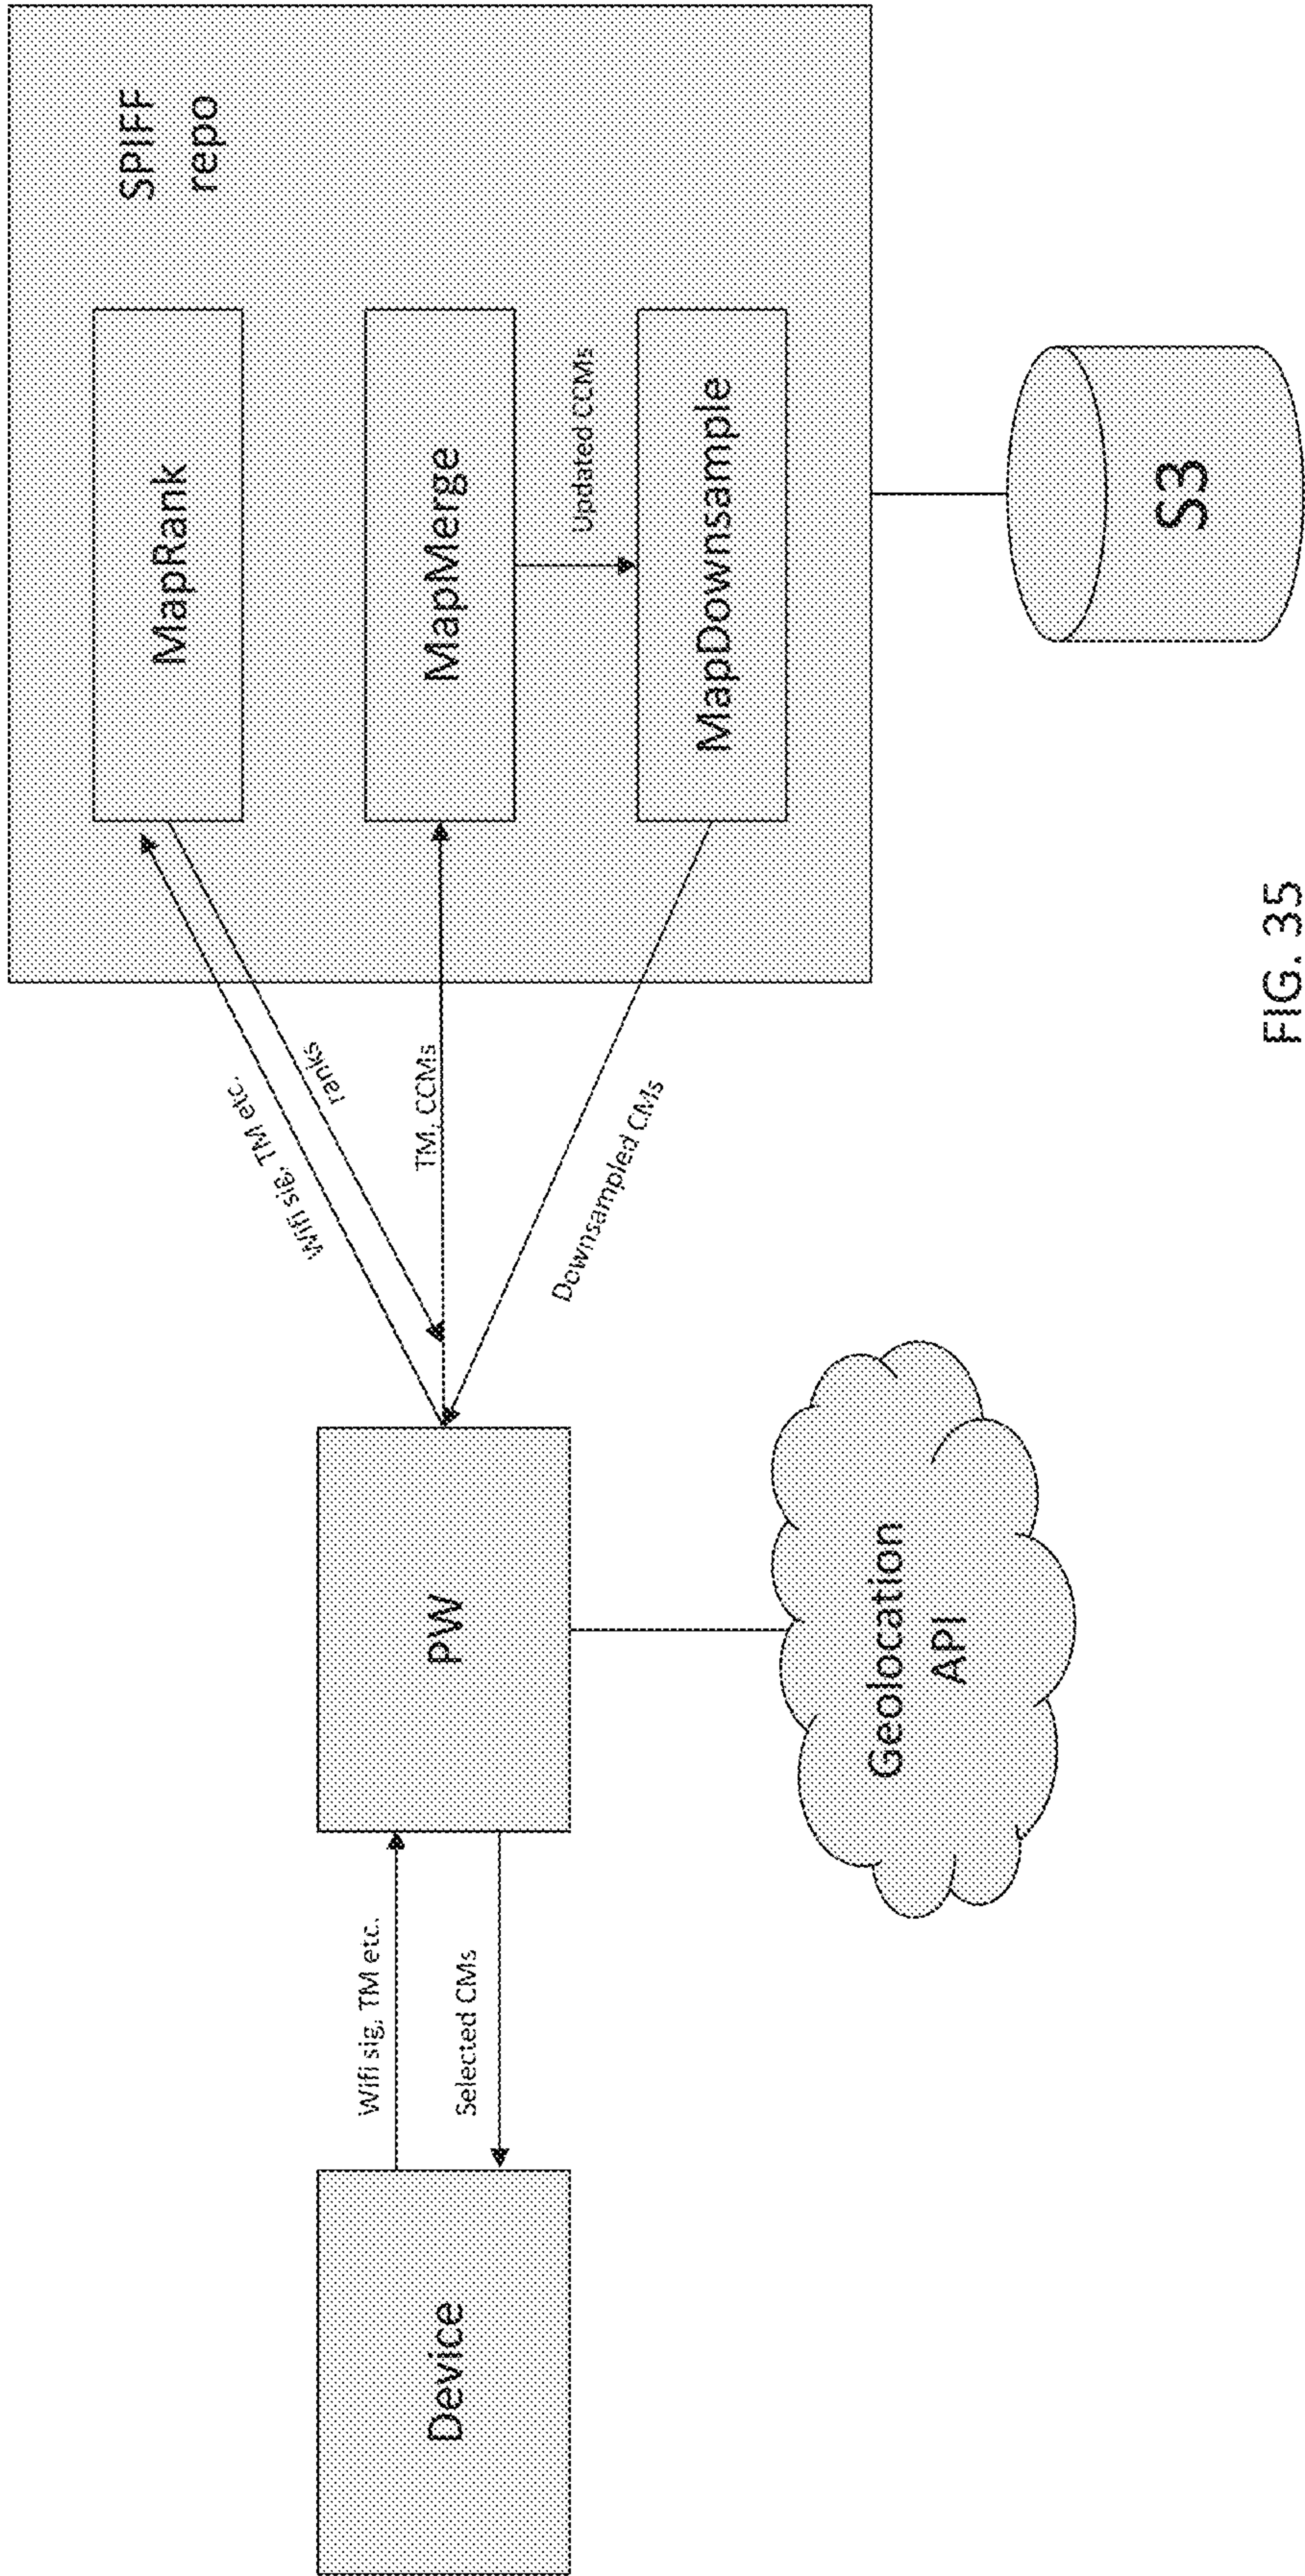 Device
Wifi sig, TM etc.
Selected CMs
PW
Geolocation
API
Wifi sig, TM etc.
ranks
TM, CCMs
Downsampled CMs
SPIFF
repo
MapRank
MapMerge
Updated CCMs
MapDownsample
S3
FIG. 35